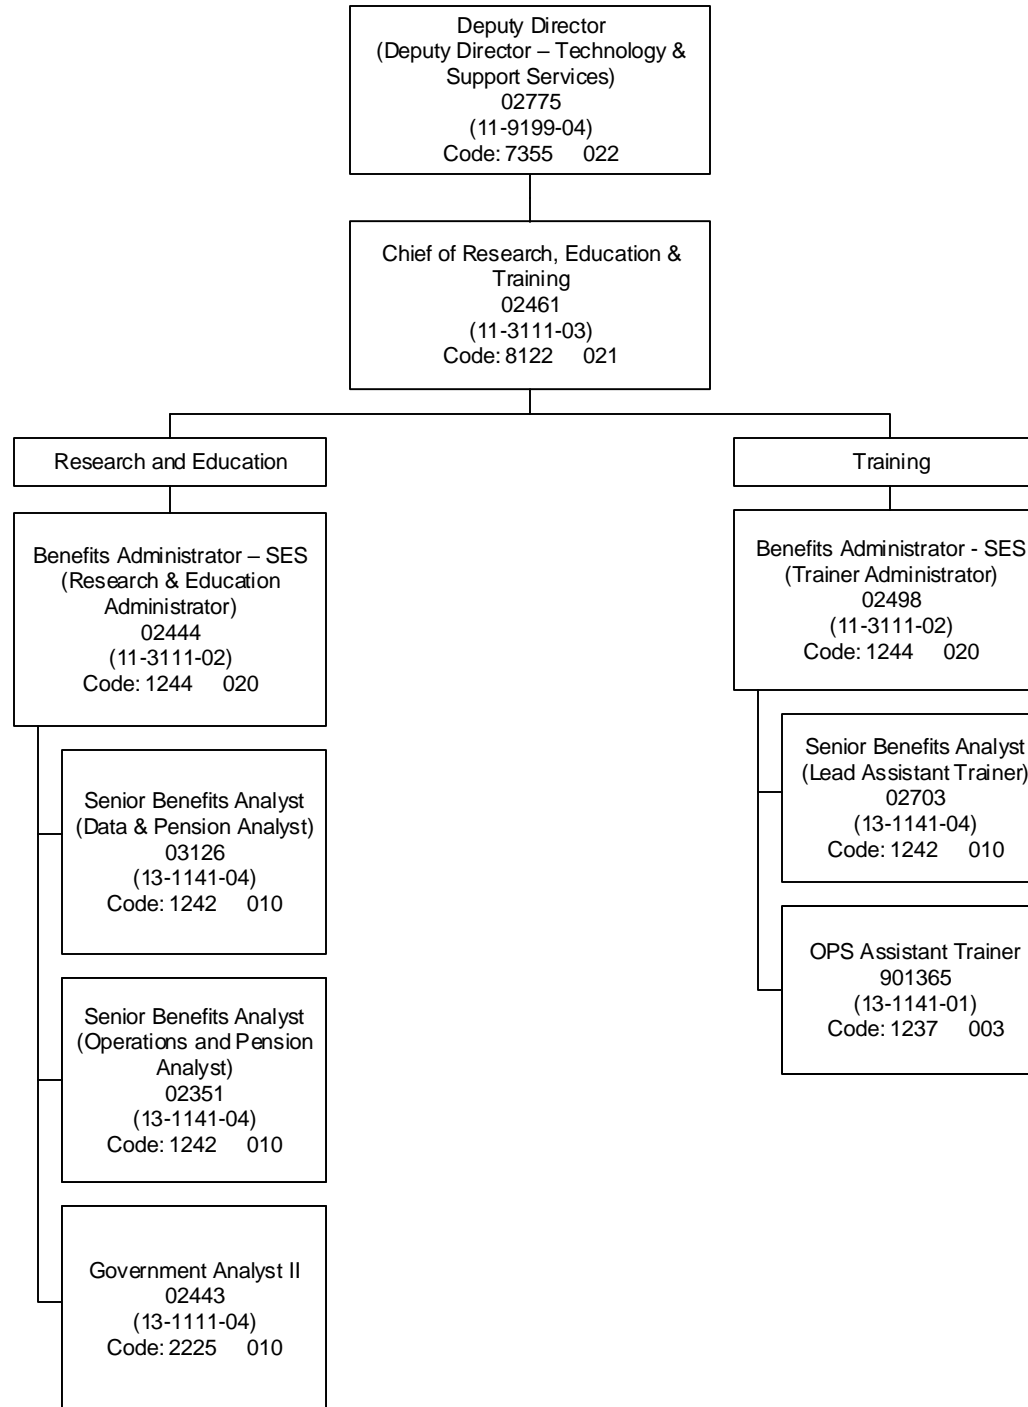 Deputy Director
(Deputy Director – Technology &
Support Services)
02775
(11-9199-04)
Code: 7355 022
Chief of Research, Education &
Training
02461
(11-3111-03)
Code: 8122 021
Research and Education
Benefits Administrator – SES
(Research & Education
Administrator)
02444
(11-3111-02)
Code: 1244 020
Senior Benefits Analyst
(Data & Pension Analyst)
03126
(13-1141-04)
Code: 1242 010
Senior Benefits Analyst
(Operations and Pension
Analyst)
02351
(13-1141-04)
Code: 1242 010
Government Analyst II
02443
(13-1111-04)
Code: 2225 010
Training
Benefits Administrator - SES
(Trainer Administrator)
02498
(11-3111-02)
Code: 1244 020
Senior Benefits Analyst
(Lead Assistant Trainer)
02703
(13-1141-04)
Code: 1242 010
OPS Assistant Trainer
901365
(13-1141-01)
Code: 1237 003